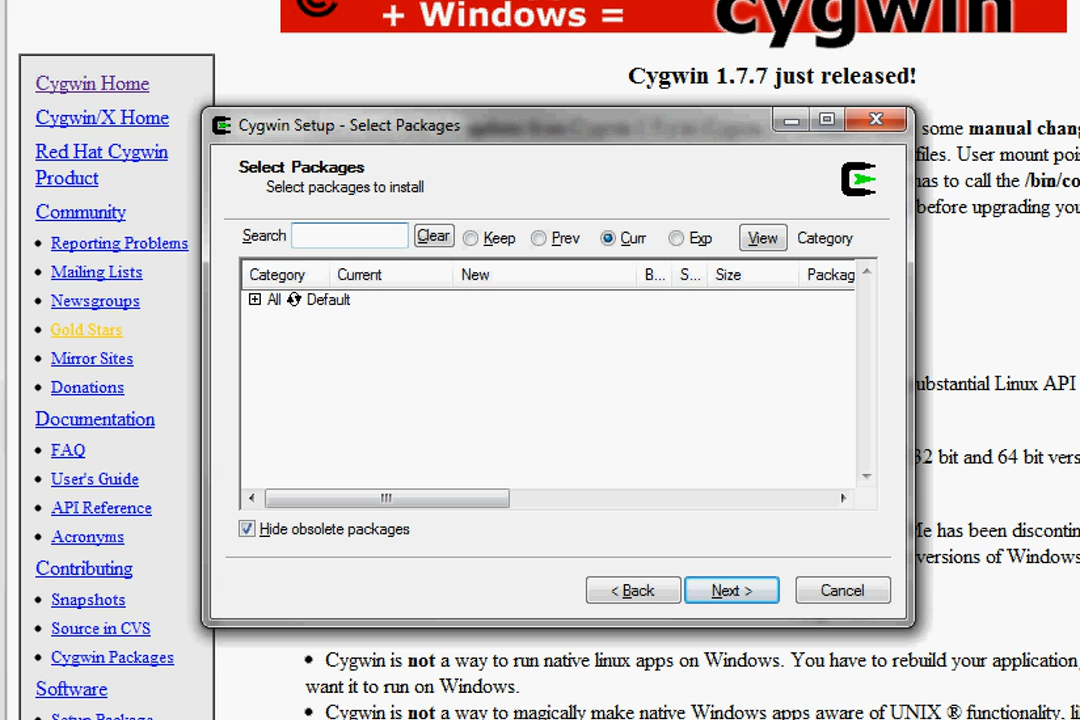 + Windows =
cygwin
Cygwin 1.7.7 just released!
Cygwin Home
Cygwin/X Home
Red Hat Cygwin
Product
Community
Reporting Problems
Mailing Lists
Newsgroups
Gold Stars
Mirror Sites
Donations
Documentation
FAQ
User's Guide
API Reference
Acronyms
Contributing
Snapshots
Source in CVS
Cygwin Packages
Software
Setup Package
Cygwin Setup - Select Packages
Select Packages
Select packages to install
Search Clear Keep Prev Curr Exp View Category
Category Current New B... S... Size Packag
All Default
Hide obsolete packages
< Back Next > Cancel
some manual chang
files. User mount poi
has to call the /bin/co
before upgrading you
ubstantial Linux API
32 bit and 64 bit vers
Me has been discontin
versions of Windows
Cygwin is not a way to run native linux apps on Windows. You have to rebuild your application
want it to run on Windows.
Cygwin is not a way to magically make native Windows apps aware of UNIX ® functionality, li